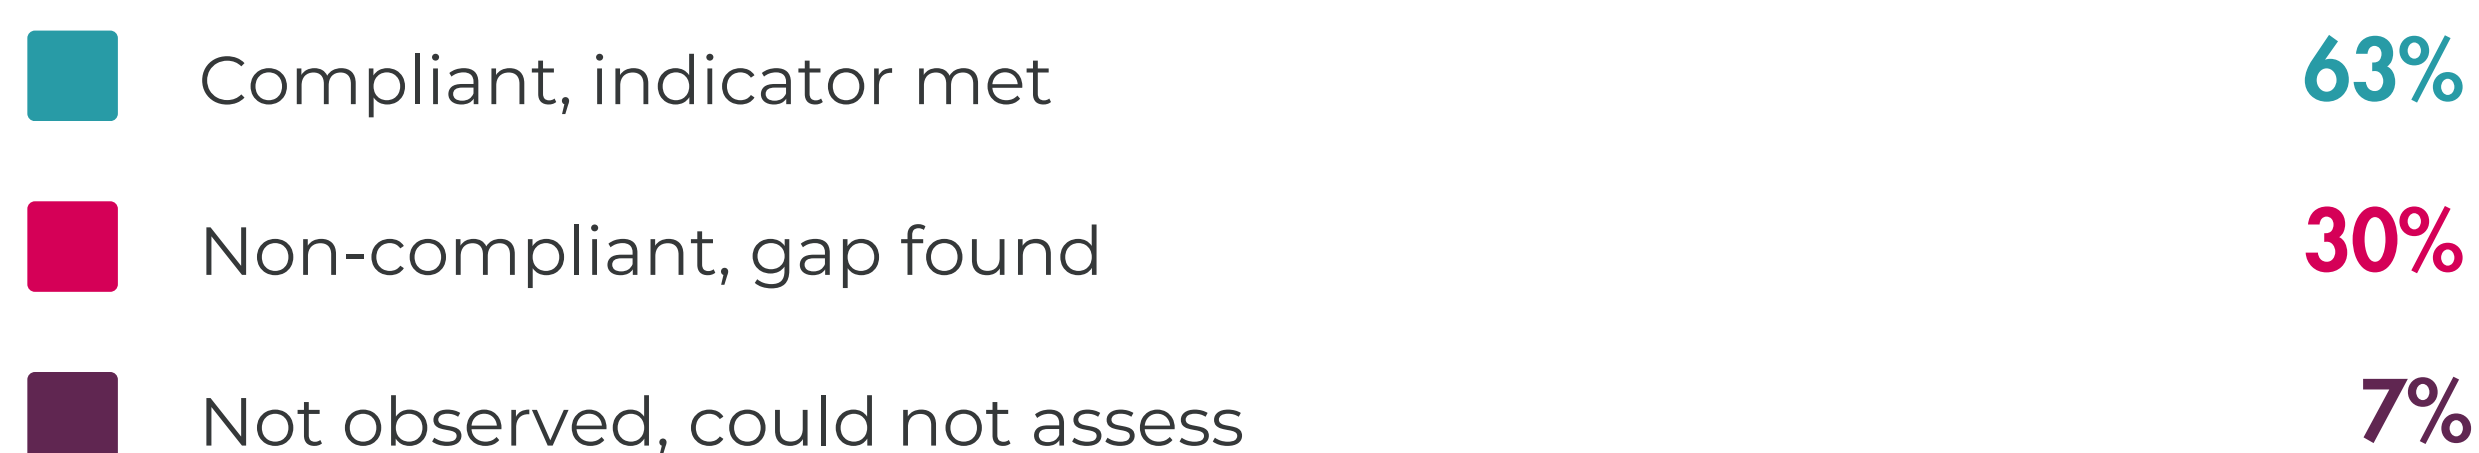 Compliant, indicator met 63%
Non-compliant, gap found 30%
Not observed, could not assess 7%